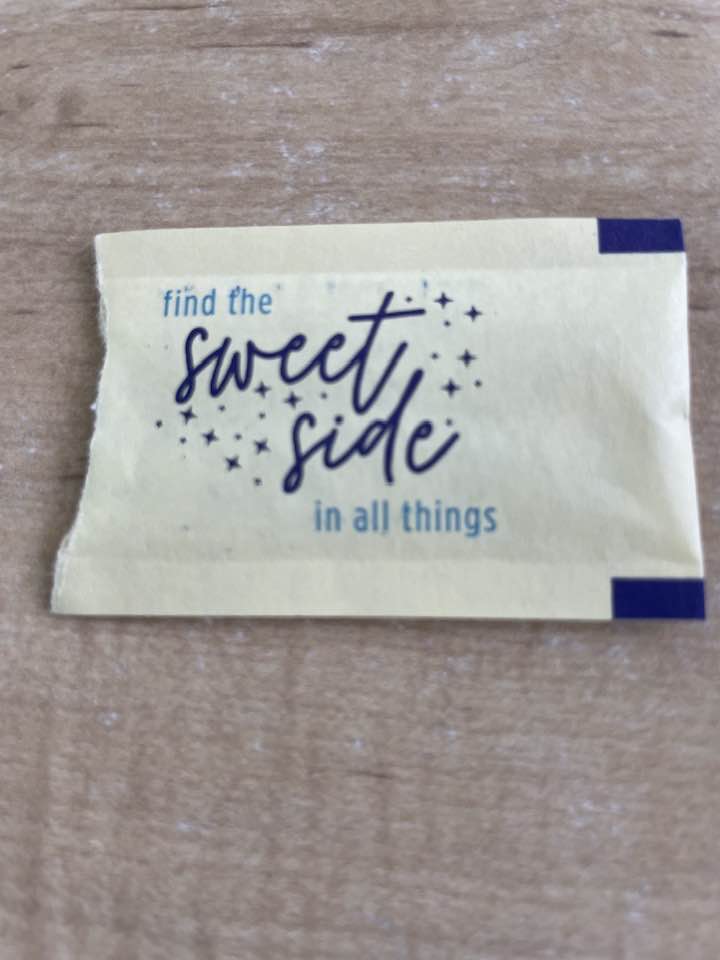 find the
sweet
side
in all things